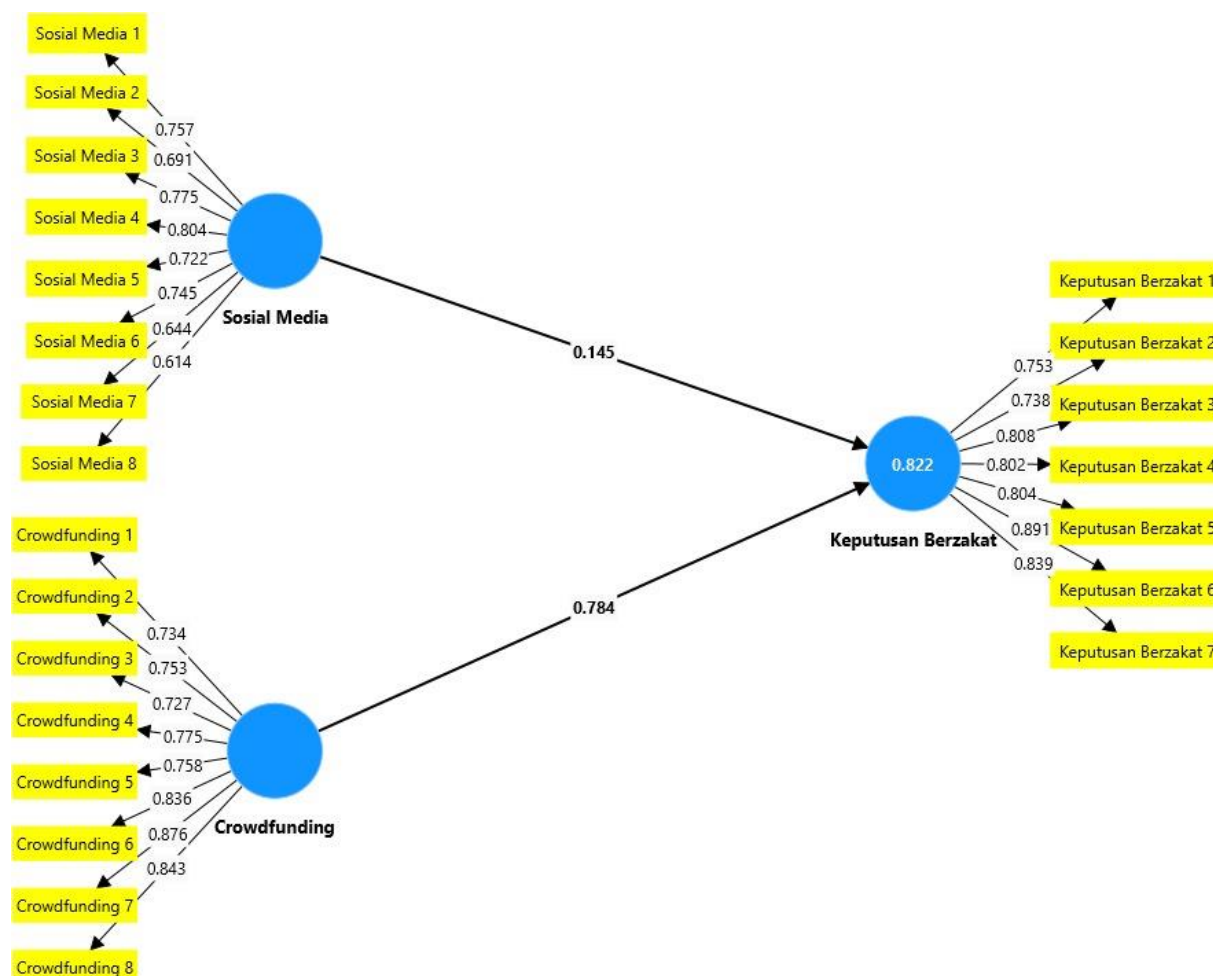 Sosial Media 1
Sosial Media 2
Sosial Media 3
Sosial Media 4
Sosial Media 5
Sosial Media 6
Sosial Media 7
Sosial Media 8
0.757
0.691
0.775
0.804
0.722
0.745
0.644
0.614
Sosial Media
0.145
Crowdfunding 1
Crowdfunding 2
Crowdfunding 3
Crowdfunding 4
Crowdfunding 5
Crowdfunding 6
Crowdfunding 7
Crowdfunding 8
0.734
0.753
0.727
0.775
0.758
0.836
0.876
0.843
Crowdfunding
0.784
0.822
Keputusan Berzakat
0.753
0.738
0.808
0.802
0.804
0.891
0.839
Keputusan Berzakat 1
Keputusan Berzakat 2
Keputusan Berzakat 3
Keputusan Berzakat 4
Keputusan Berzakat 5
Keputusan Berzakat 6
Keputusan Berzakat 7